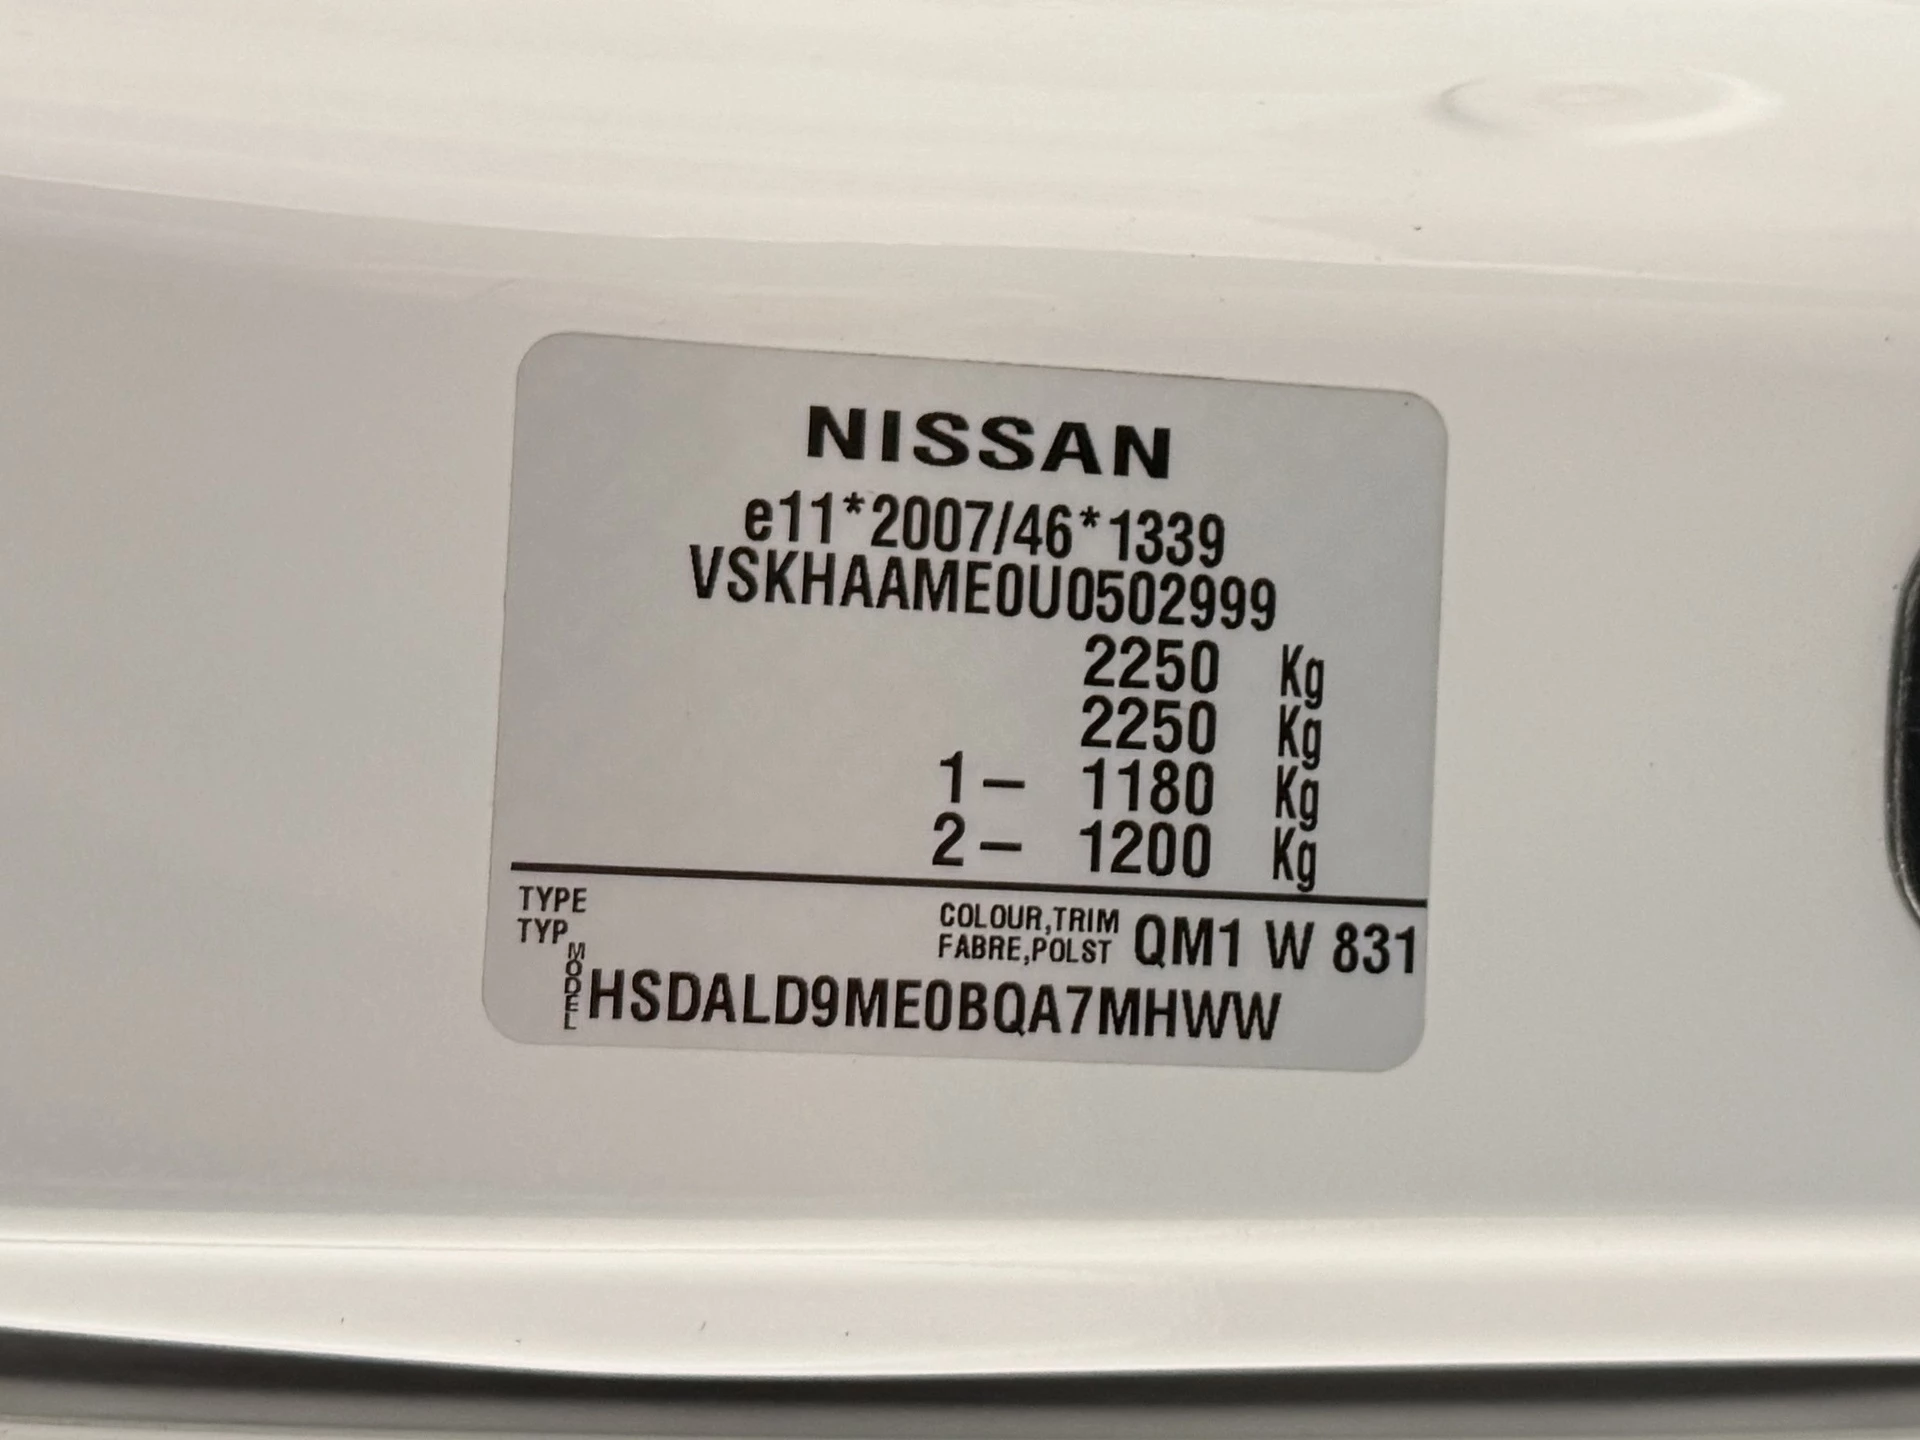 NISSAN
e11*2007/46*1339
VSKHAAME0U0502999
2250 Kg
2250 Kg
1– 1180 Kg
2– 1200 Kg
TYPE
TYP
COLOUR,TRIM
FABRE,POLST
QM1 W 831
MODEL
HSDALD9ME0BQA7MHWW